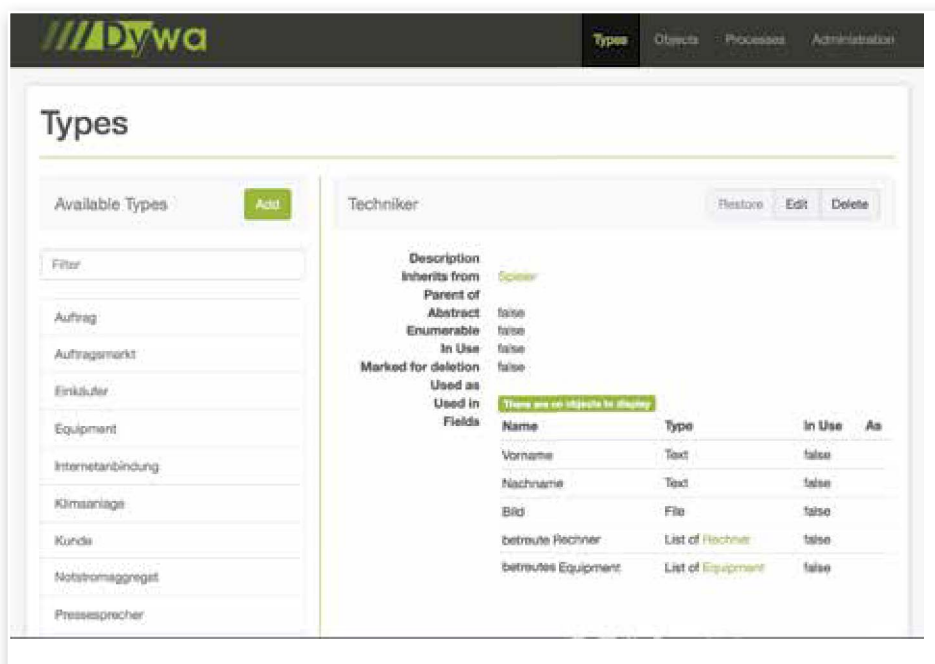 ///Dywa
Types Objects Processes Administration
Types
Available Types Add
Filter
Auftrag
Auftragsmarkt
Einkäufer
Equipment
Internetanbindung
Klimaanlage
Kunde
Notstromaggregat
Pressesprecher
Techniker Restore Edit Delete
Description
Inherits from Spieler
Parent of
Abstract false
Enumerable false
In Use false
Marked for deletion false
Used as
Used in There are no objects to display
Fields
Name Type In Use As
Vorname Text false
Nachname Text false
Bild File false
betreute Rechner List of Rechner false
betreutes Equipment List of Equipment false